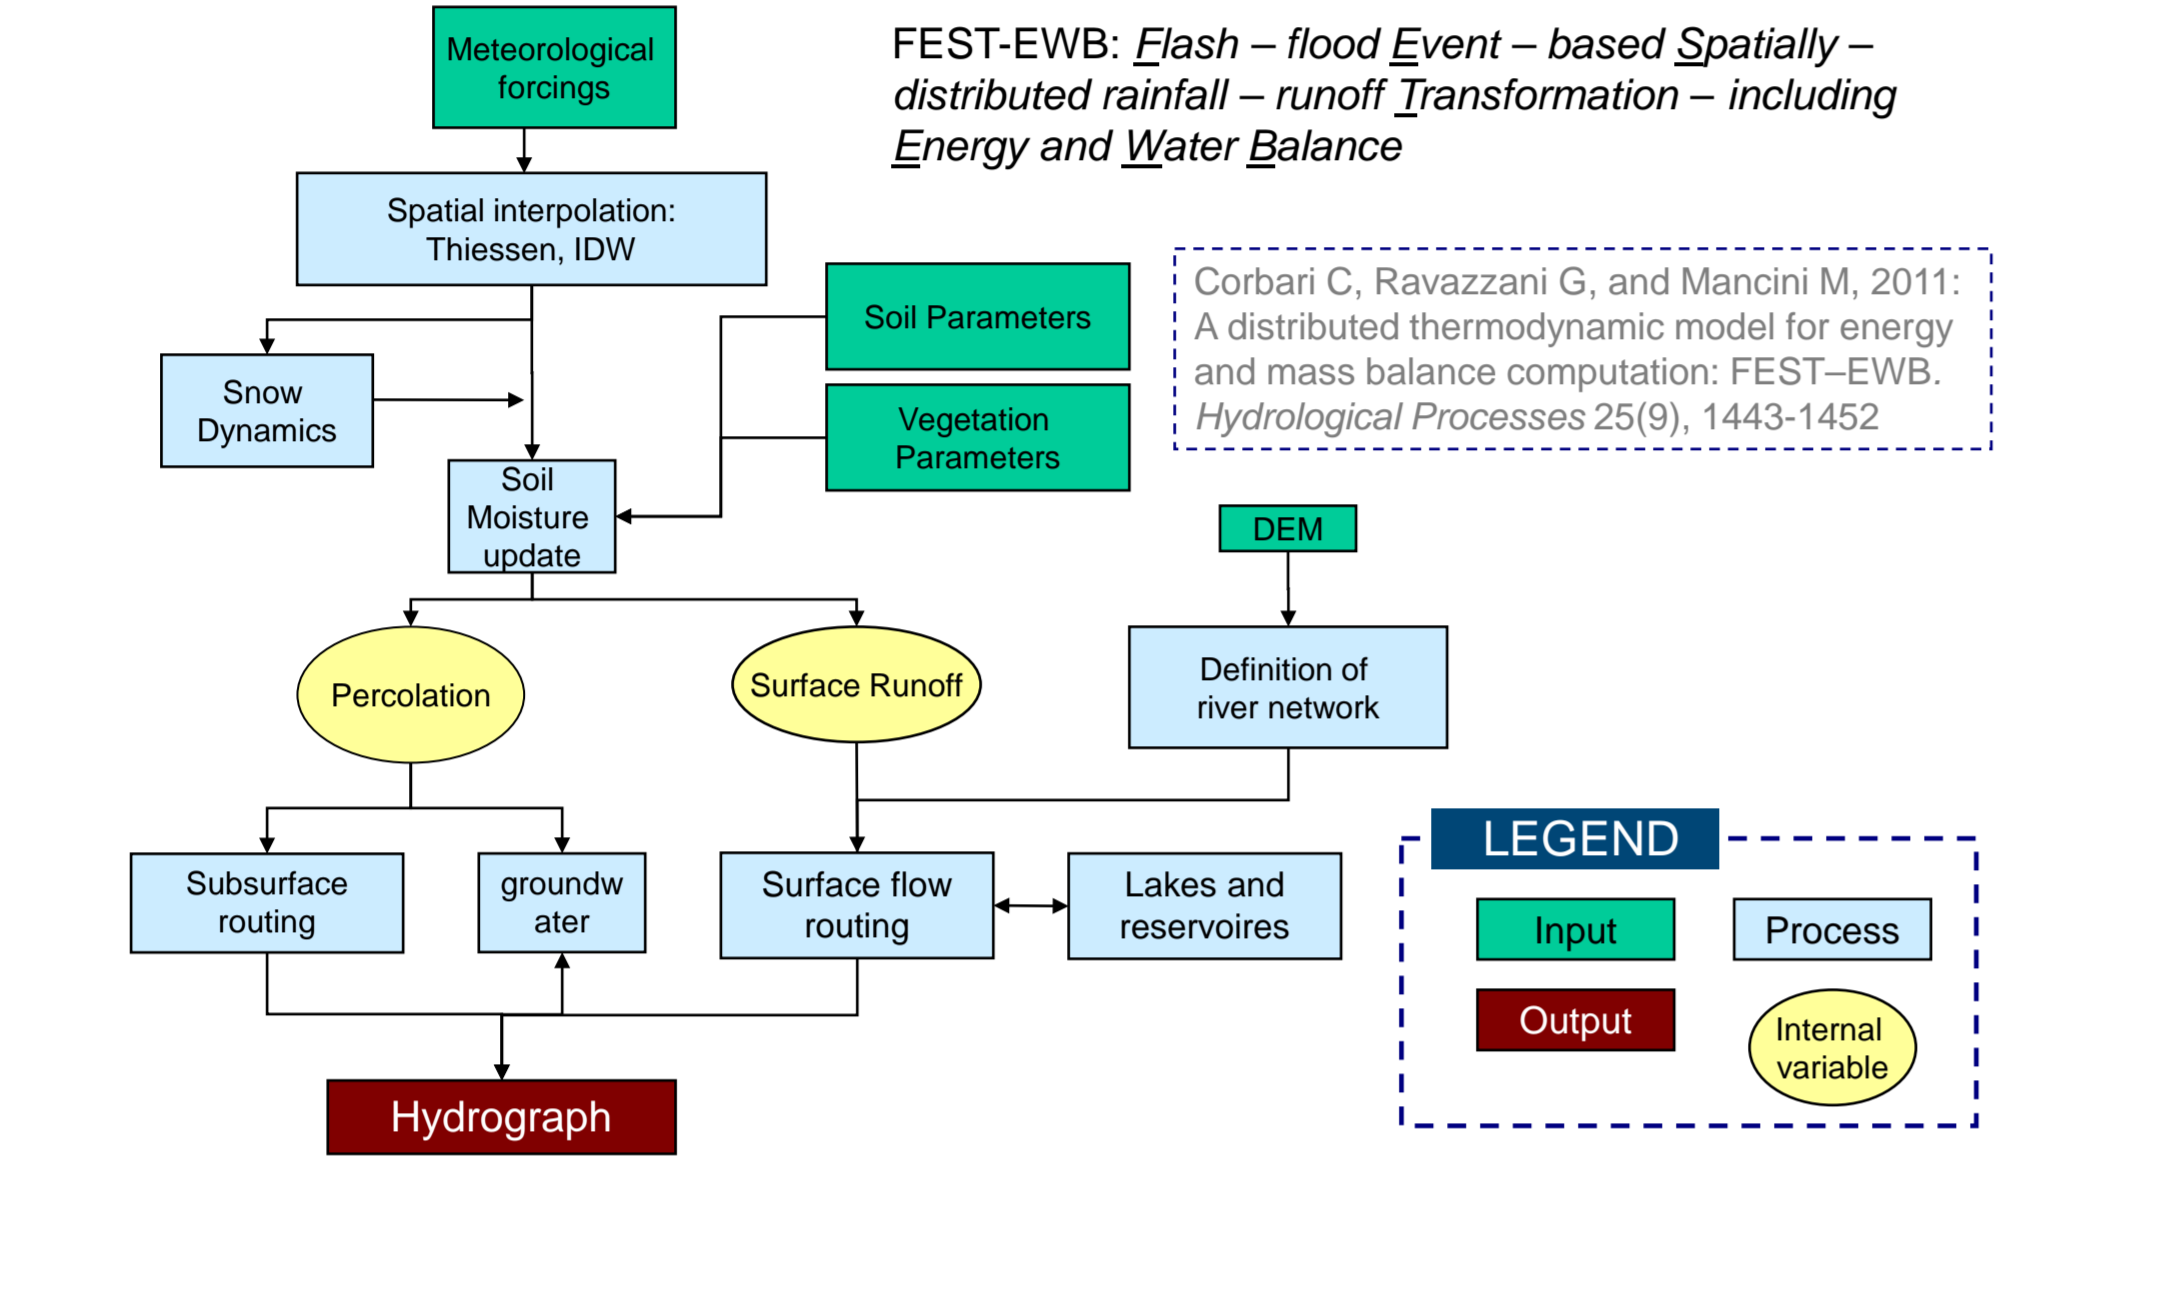 Meteorological
forcings
FEST-EWB: Flash – flood Event – based Spatially –
distributed rainfall – runoff Transformation – including
Energy and Water Balance
Spatial interpolation:
Thiessen, IDW
Soil Parameters
Corbari C, Ravazzani G, and Mancini M, 2011:
A distributed thermodynamic model for energy
and mass balance computation: FEST–EWB.
Hydrological Processes 25(9), 1443-1452
Snow
Dynamics
Vegetation
Parameters
Soil
Moisture
update
DEM
Percolation
Surface Runoff
Definition of
river network
Subsurface
routing
groundw
ater
Surface flow
routing
Lakes and
reservoires
Hydrograph
LEGEND
Input
Process
Output
Internal
variable